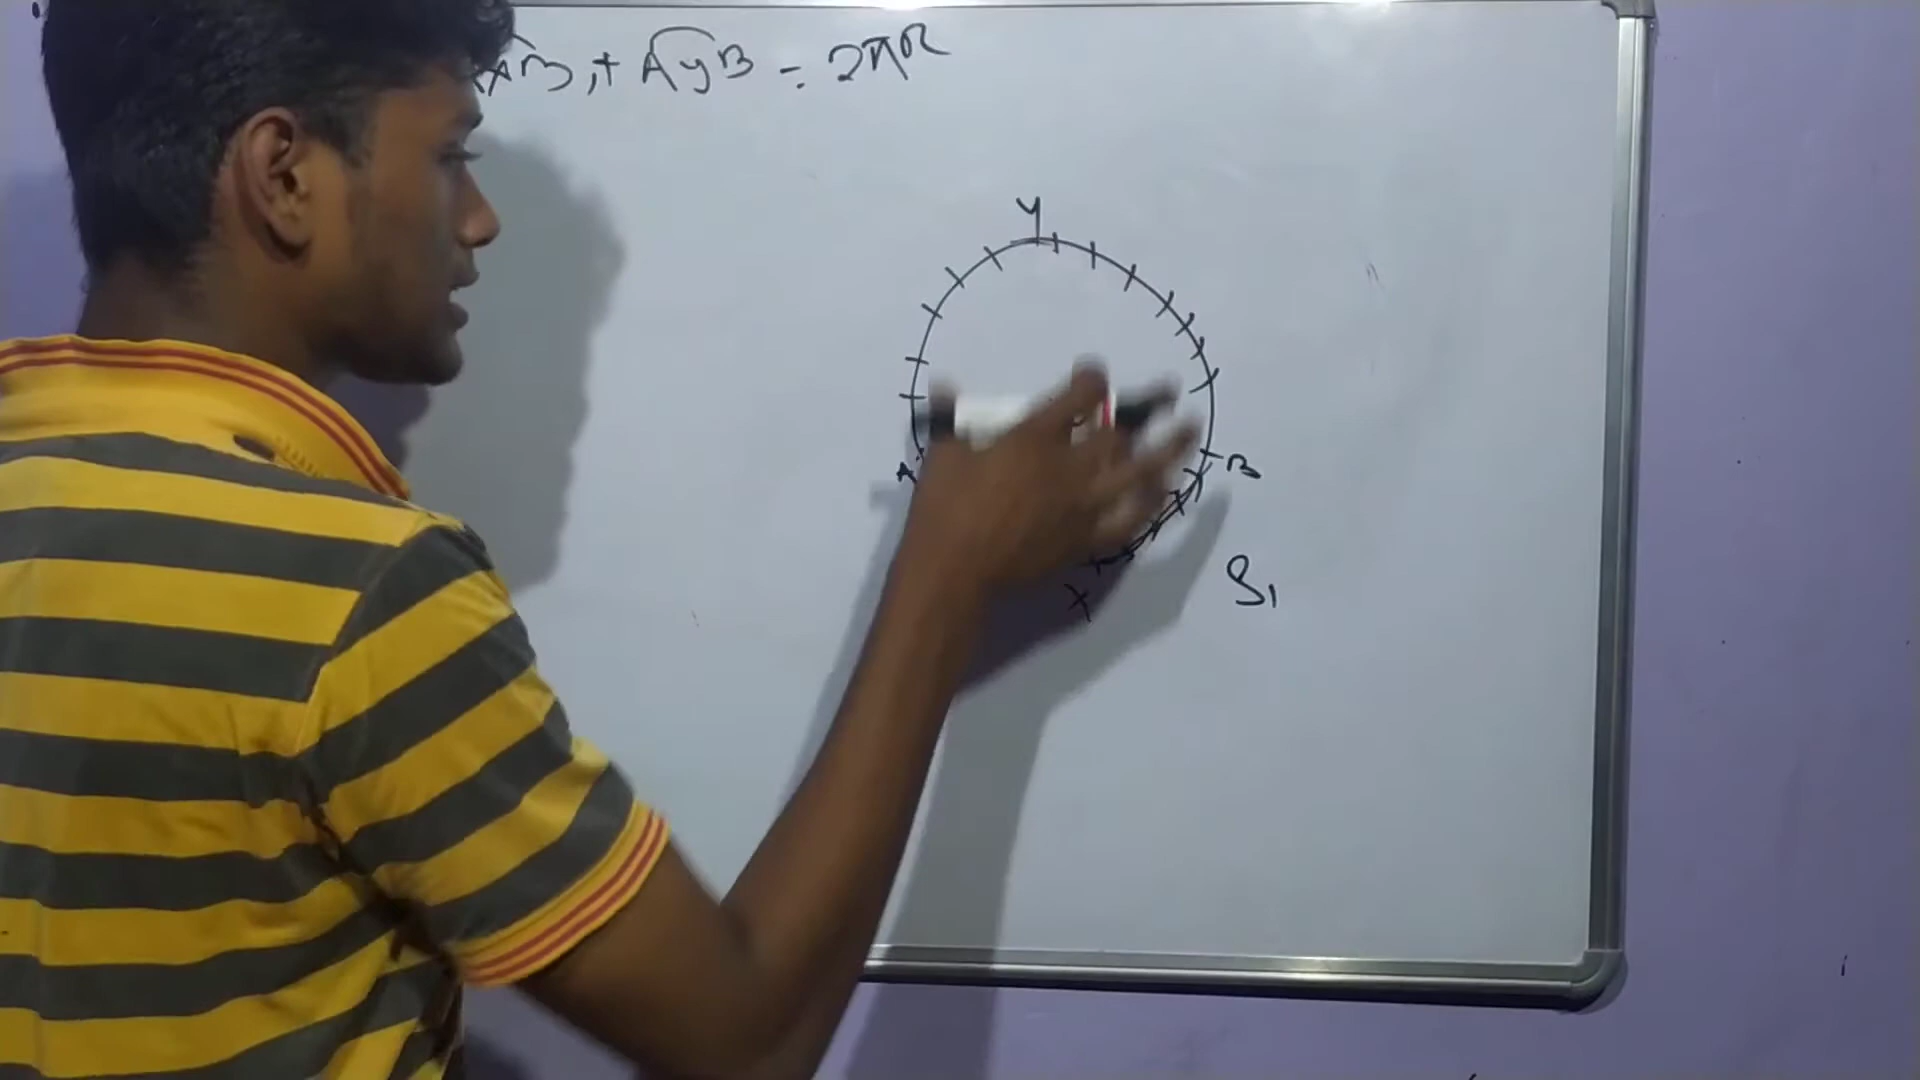 + AyB = 2πR
Y
A
B
X
S1